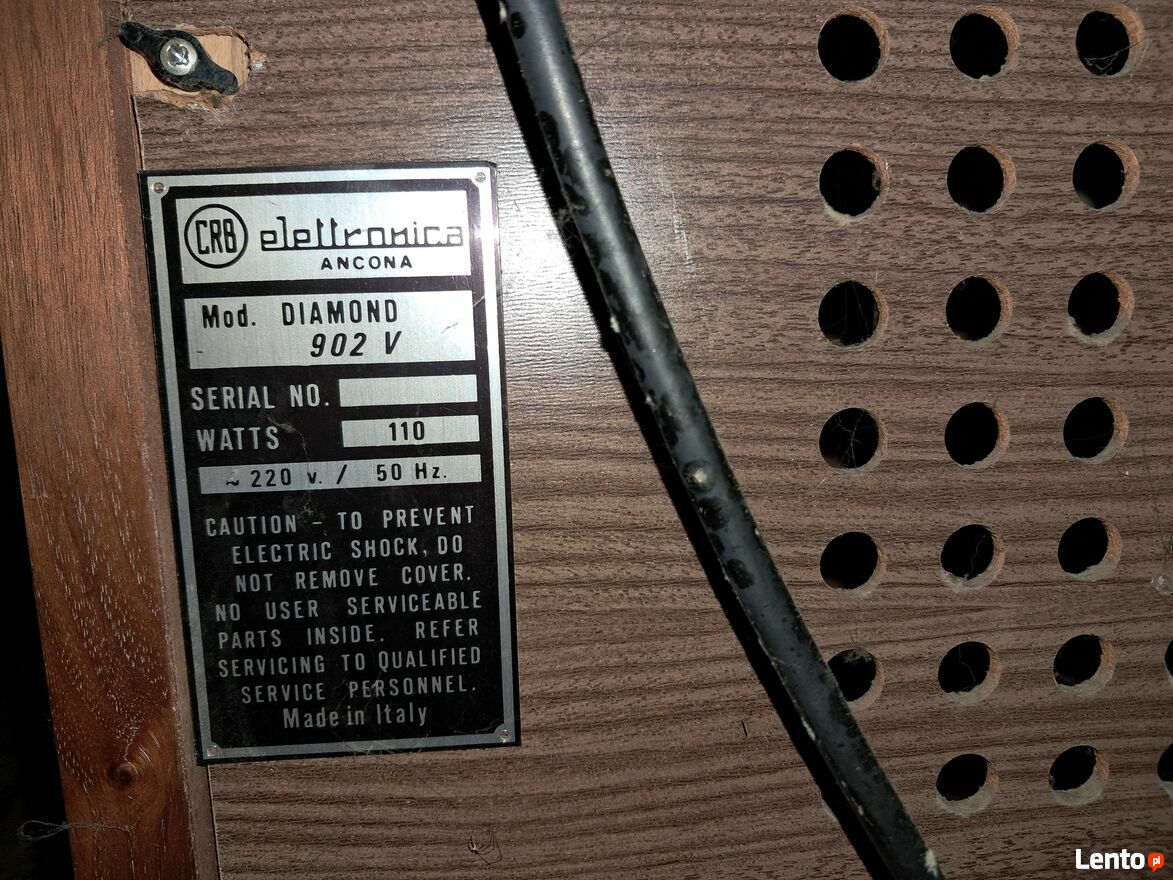 CRB elettronica
ANCONA
Mod. DIAMOND
902 V
SERIAL NO.
WATTS 110
~ 220 v. / 50 Hz.
CAUTION - TO PREVENT
ELECTRIC SHOCK, DO
NOT REMOVE COVER.
NO USER SERVICEABLE
PARTS INSIDE. REFER
SERVICING TO QUALIFIED
SERVICE PERSONNEL.
Made in Italy
Lento pl